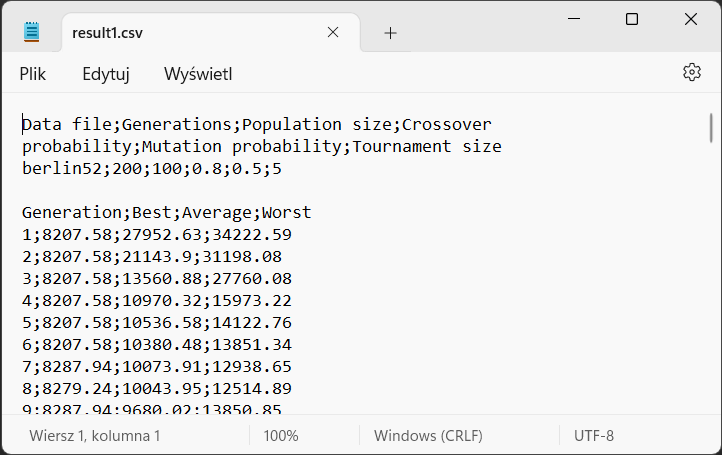 result1.csv
Plik Edytuj Wyświetl
Data file;Generations;Population size;Crossover
probability;Mutation probability;Tournament size
berlin52;200;100;0.8;0.5;5
Generation;Best;Average;Worst
1;8207.58;27952.63;34222.59
2;8207.58;21143.9;31198.08
3;8207.58;13560.88;27760.08
4;8207.58;10970.32;15973.22
5;8207.58;10536.58;14122.76
6;8207.58;10380.48;13851.34
7;8287.94;10073.91;12938.65
8;8279.24;10043.95;12514.89
9;8287.94;9680.02;13850.85
Wiersz 1, kolumna 1 100% Windows (CRLF) UTF-8